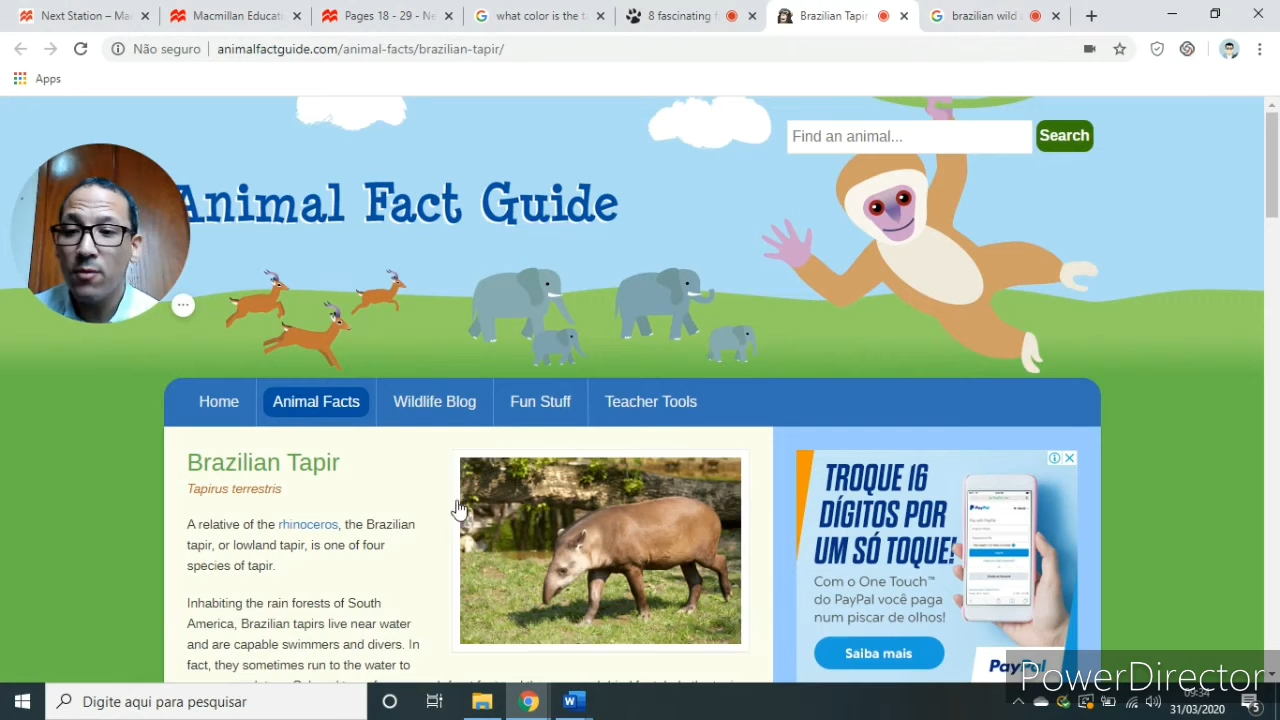 Next Station – Ma
Macmillan Educati
Pages 18 - 29 - Ne
what color is the t
8 fascinating f
Brazilian Tapir
brazilian wild
Não seguro
animalfactguide.com/animal-facts/brazilian-tapir/
Apps
Find an animal...
Search
Animal Fact Guide
Home
Animal Facts
Wildlife Blog
Fun Stuff
Teacher Tools
Brazilian Tapir
Tapirus terrestris
A relative of the rhinoceros, the Brazilian
tapir, or lowland tapir, is one of four
species of tapir.
Inhabiting the rain forests of South
America, Brazilian tapirs live near water
and are capable swimmers and divers. In
fact, they sometimes run to the water to
TROQUE 16
DÍGITOS POR
UM SÓ TOQUE!
Com o One Touch™
do PayPal você paga
num piscar de olhos!
Saiba mais
PayPal
PowerDirector
Digite aqui para pesquisar
09:34
31/03/2020
5